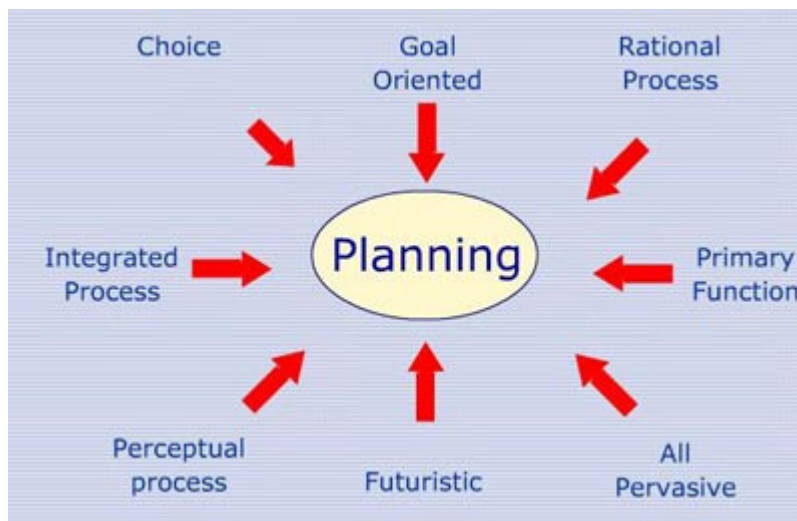 Choice
Goal
Oriented
Rational
Process
Integrated
Process
Planning
Primary
Function
Perceptual
process
Futuristic
All
Pervasive